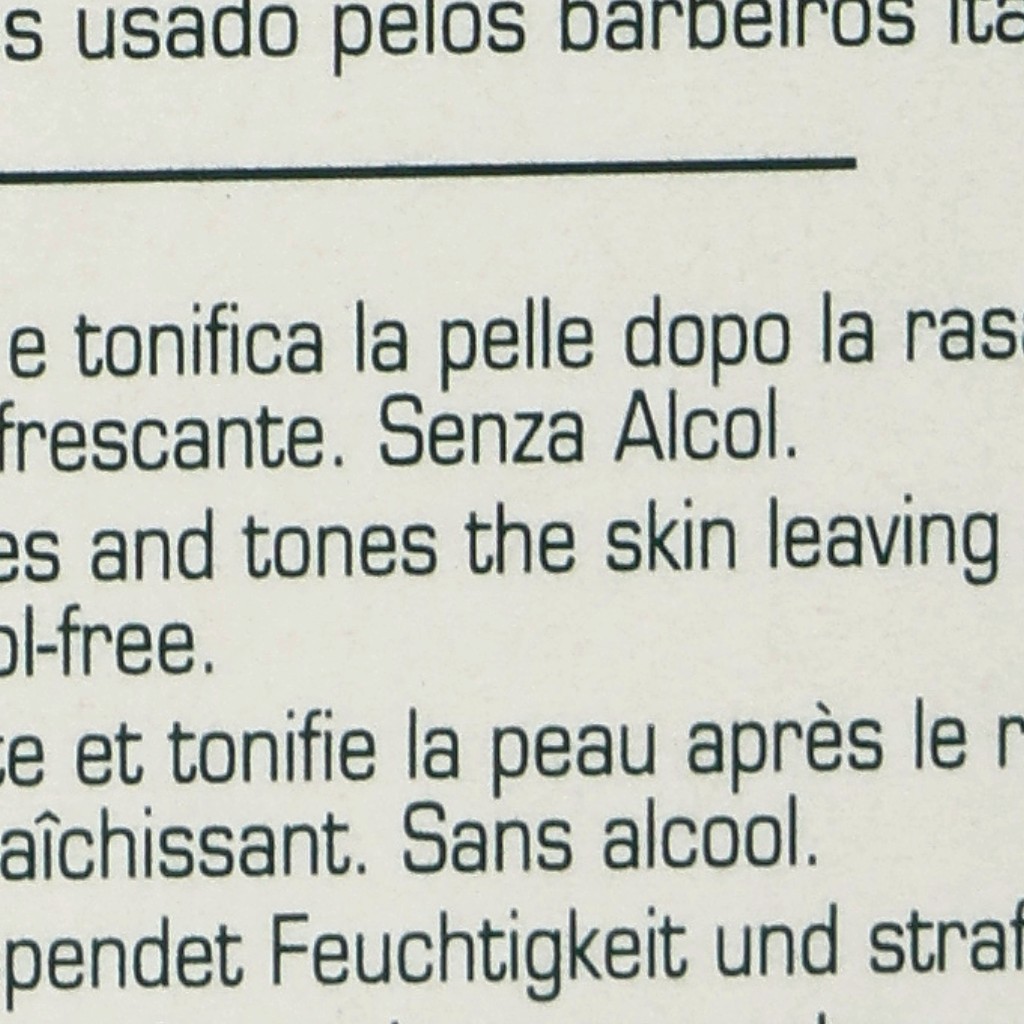 s usado pelos barbeiros ita
e tonifica la pelle dopo la ras
frescante. Senza Alcol.
es and tones the skin leaving
ol-free.
te et tonifie la peau après le r
aîchissant. Sans alcool.
pendet Feuchtigkeit und straf